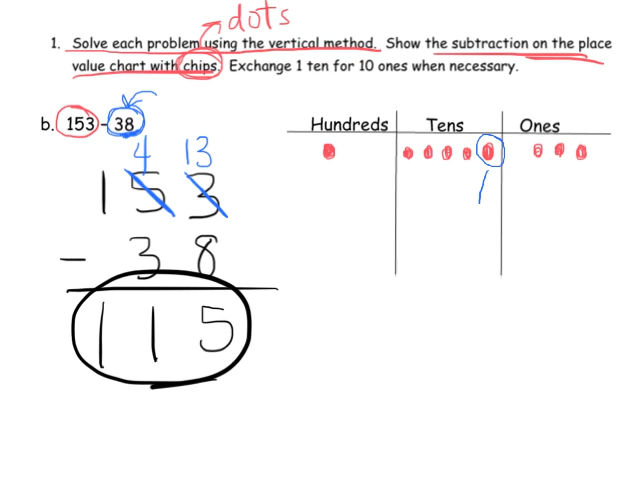 dots
1. Solve each problem using the vertical method. Show the subtraction on the place
value chart with chips. Exchange 1 ten for 10 ones when necessary.
b. 153 - 38
Hundreds Tens Ones
4 13
1 5 3
- 3 8
1 1 5